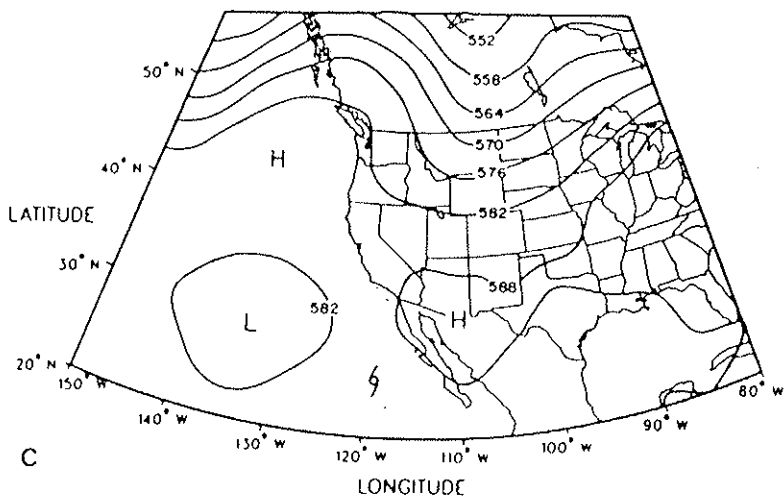 552
50° N
558
564
570
H
40° N
576
LATITUDE
582
30° N
588
582
L
H
20° N
150° W
80° W
140° W
90° W
130° W
120° W
110° W
100° W
C
LONGITUDE